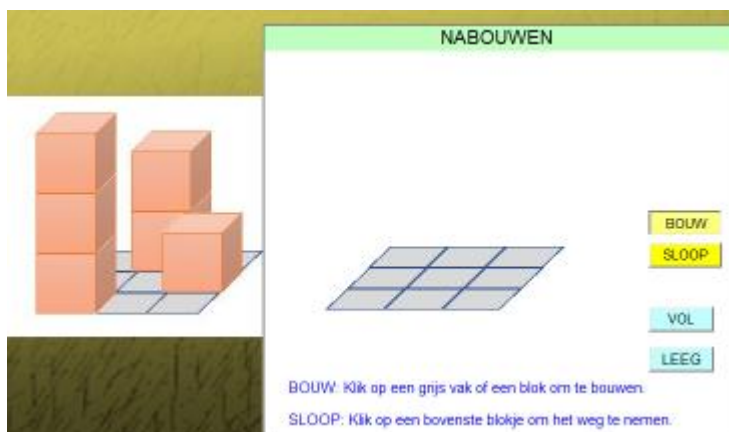 NABOUWEN
BOUW
SLOOP
VOL
LEEG
BOUW: Klik op een grijs vak of een blok om te bouwen.
SLOOP: Klik op een bovenste blokje om het weg te nemen.